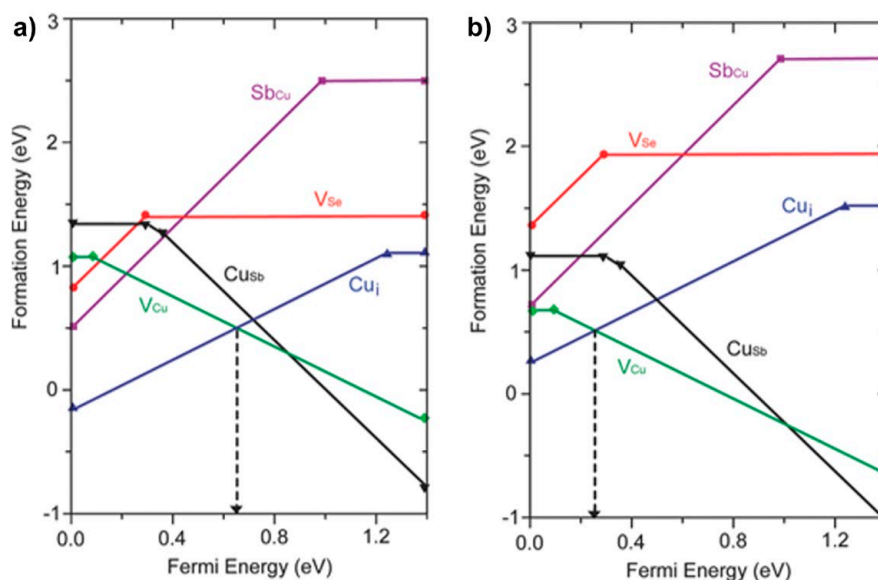 a)
Formation Energy (eV)
3
2
1
0
-1
Sb_Cu
V_Se
Cu_Sb
V_Cu
Cu_i
0.0 0.4 0.8 1.2
Fermi Energy (eV)
b)
Formation Energy (eV)
3
2
1
0
-1
Sb_Cu
V_Se
Cu_i
Cu_Sb
V_Cu
0.0 0.4 0.8 1.2
Fermi Energy (eV)